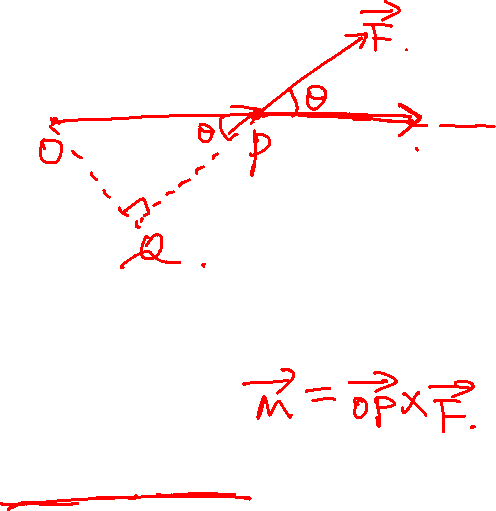 F⃗.
θ
θ
O
P
Q.
M⃗ = OP⃗ × F⃗.